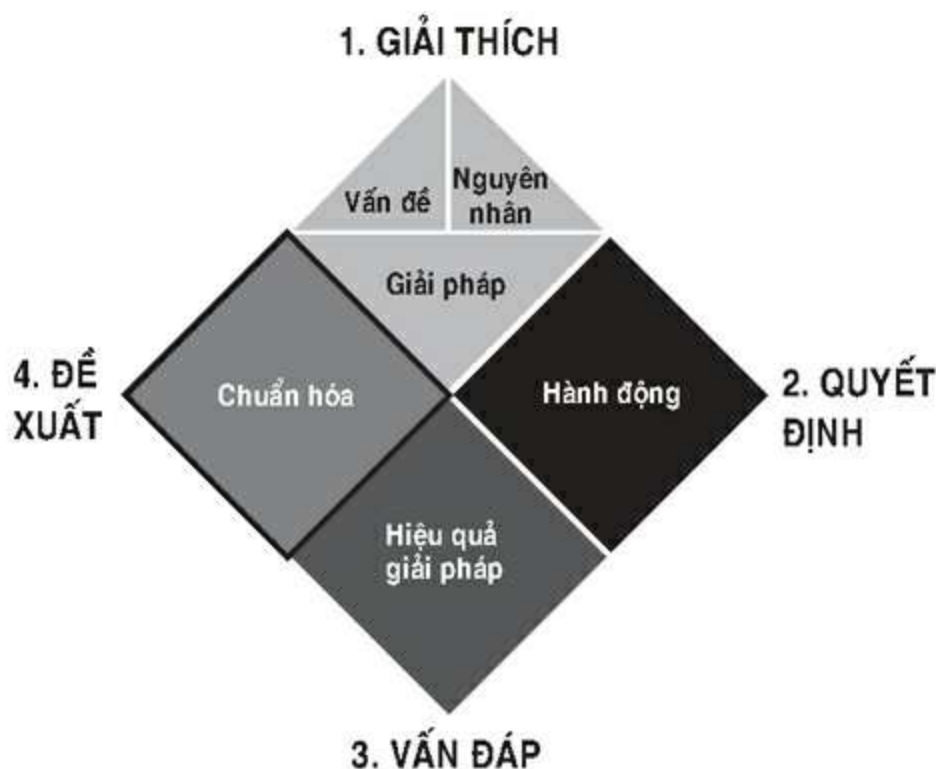 1. GIẢI THÍCH
Vấn đề
Nguyên
nhân
Giải pháp
4. ĐỀ
XUẤT
Chuẩn hóa
Hành động
2. QUYẾT
ĐỊNH
Hiệu quả
giải pháp
3. VẤN ĐÁP